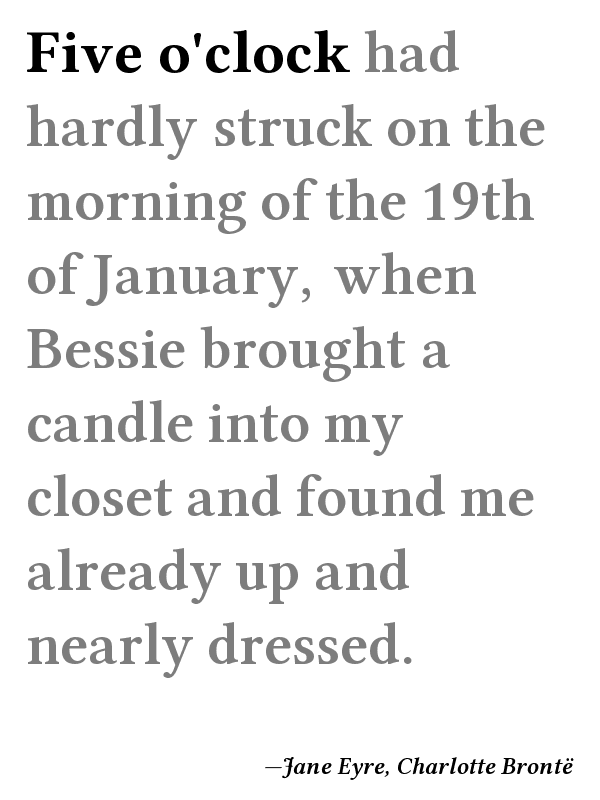 Five o'clock had
hardly struck on the
morning of the 19th
of January, when
Bessie brought a
candle into my
closet and found me
already up and
nearly dressed.
—Jane Eyre, Charlotte Brontë